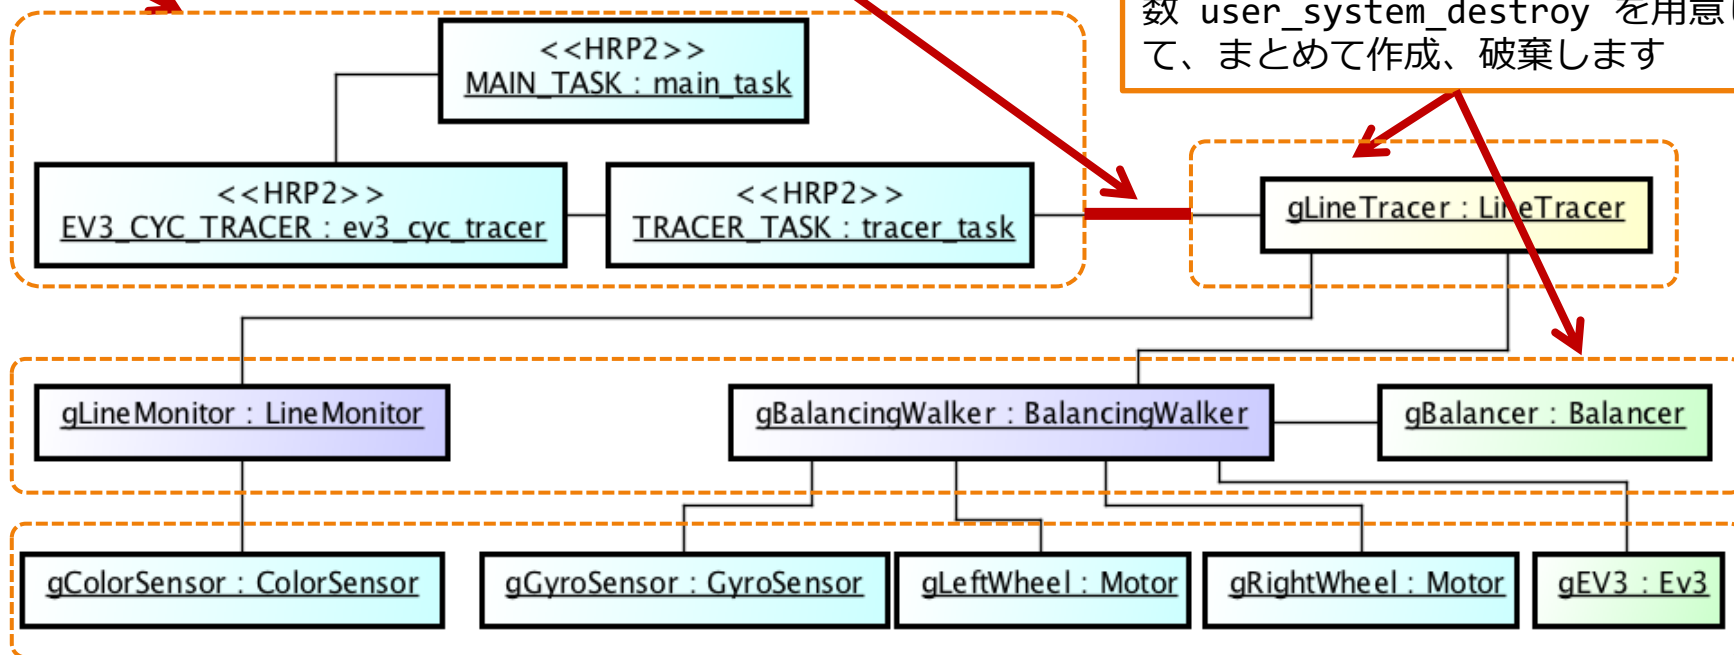 数 user_system_destroy を用意し
て、まとめて作成、破棄します
<<HRP2>>
MAIN_TASK : main_task
<<HRP2>>
EV3_CYC_TRACER : ev3_cyc_tracer
<<HRP2>>
TRACER_TASK : tracer_task
gLineTracer : LineTracer
gLineMonitor : LineMonitor
gBalancingWalker : BalancingWalker
gBalancer : Balancer
gColorSensor : ColorSensor
gGyroSensor : GyroSensor
gLeftWheel : Motor
gRightWheel : Motor
gEV3 : Ev3